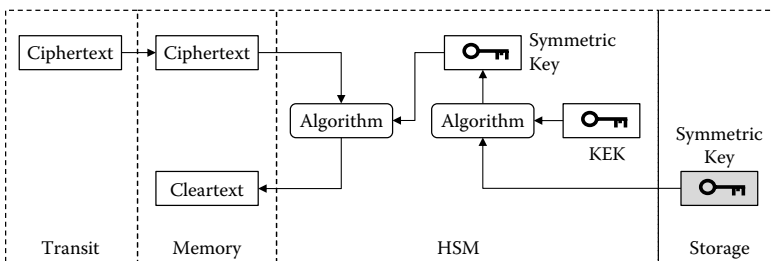 Ciphertext
Ciphertext
Symmetric
Key
Algorithm
Algorithm
KEK
Symmetric
Key
Cleartext
Transit
Memory
HSM
Storage